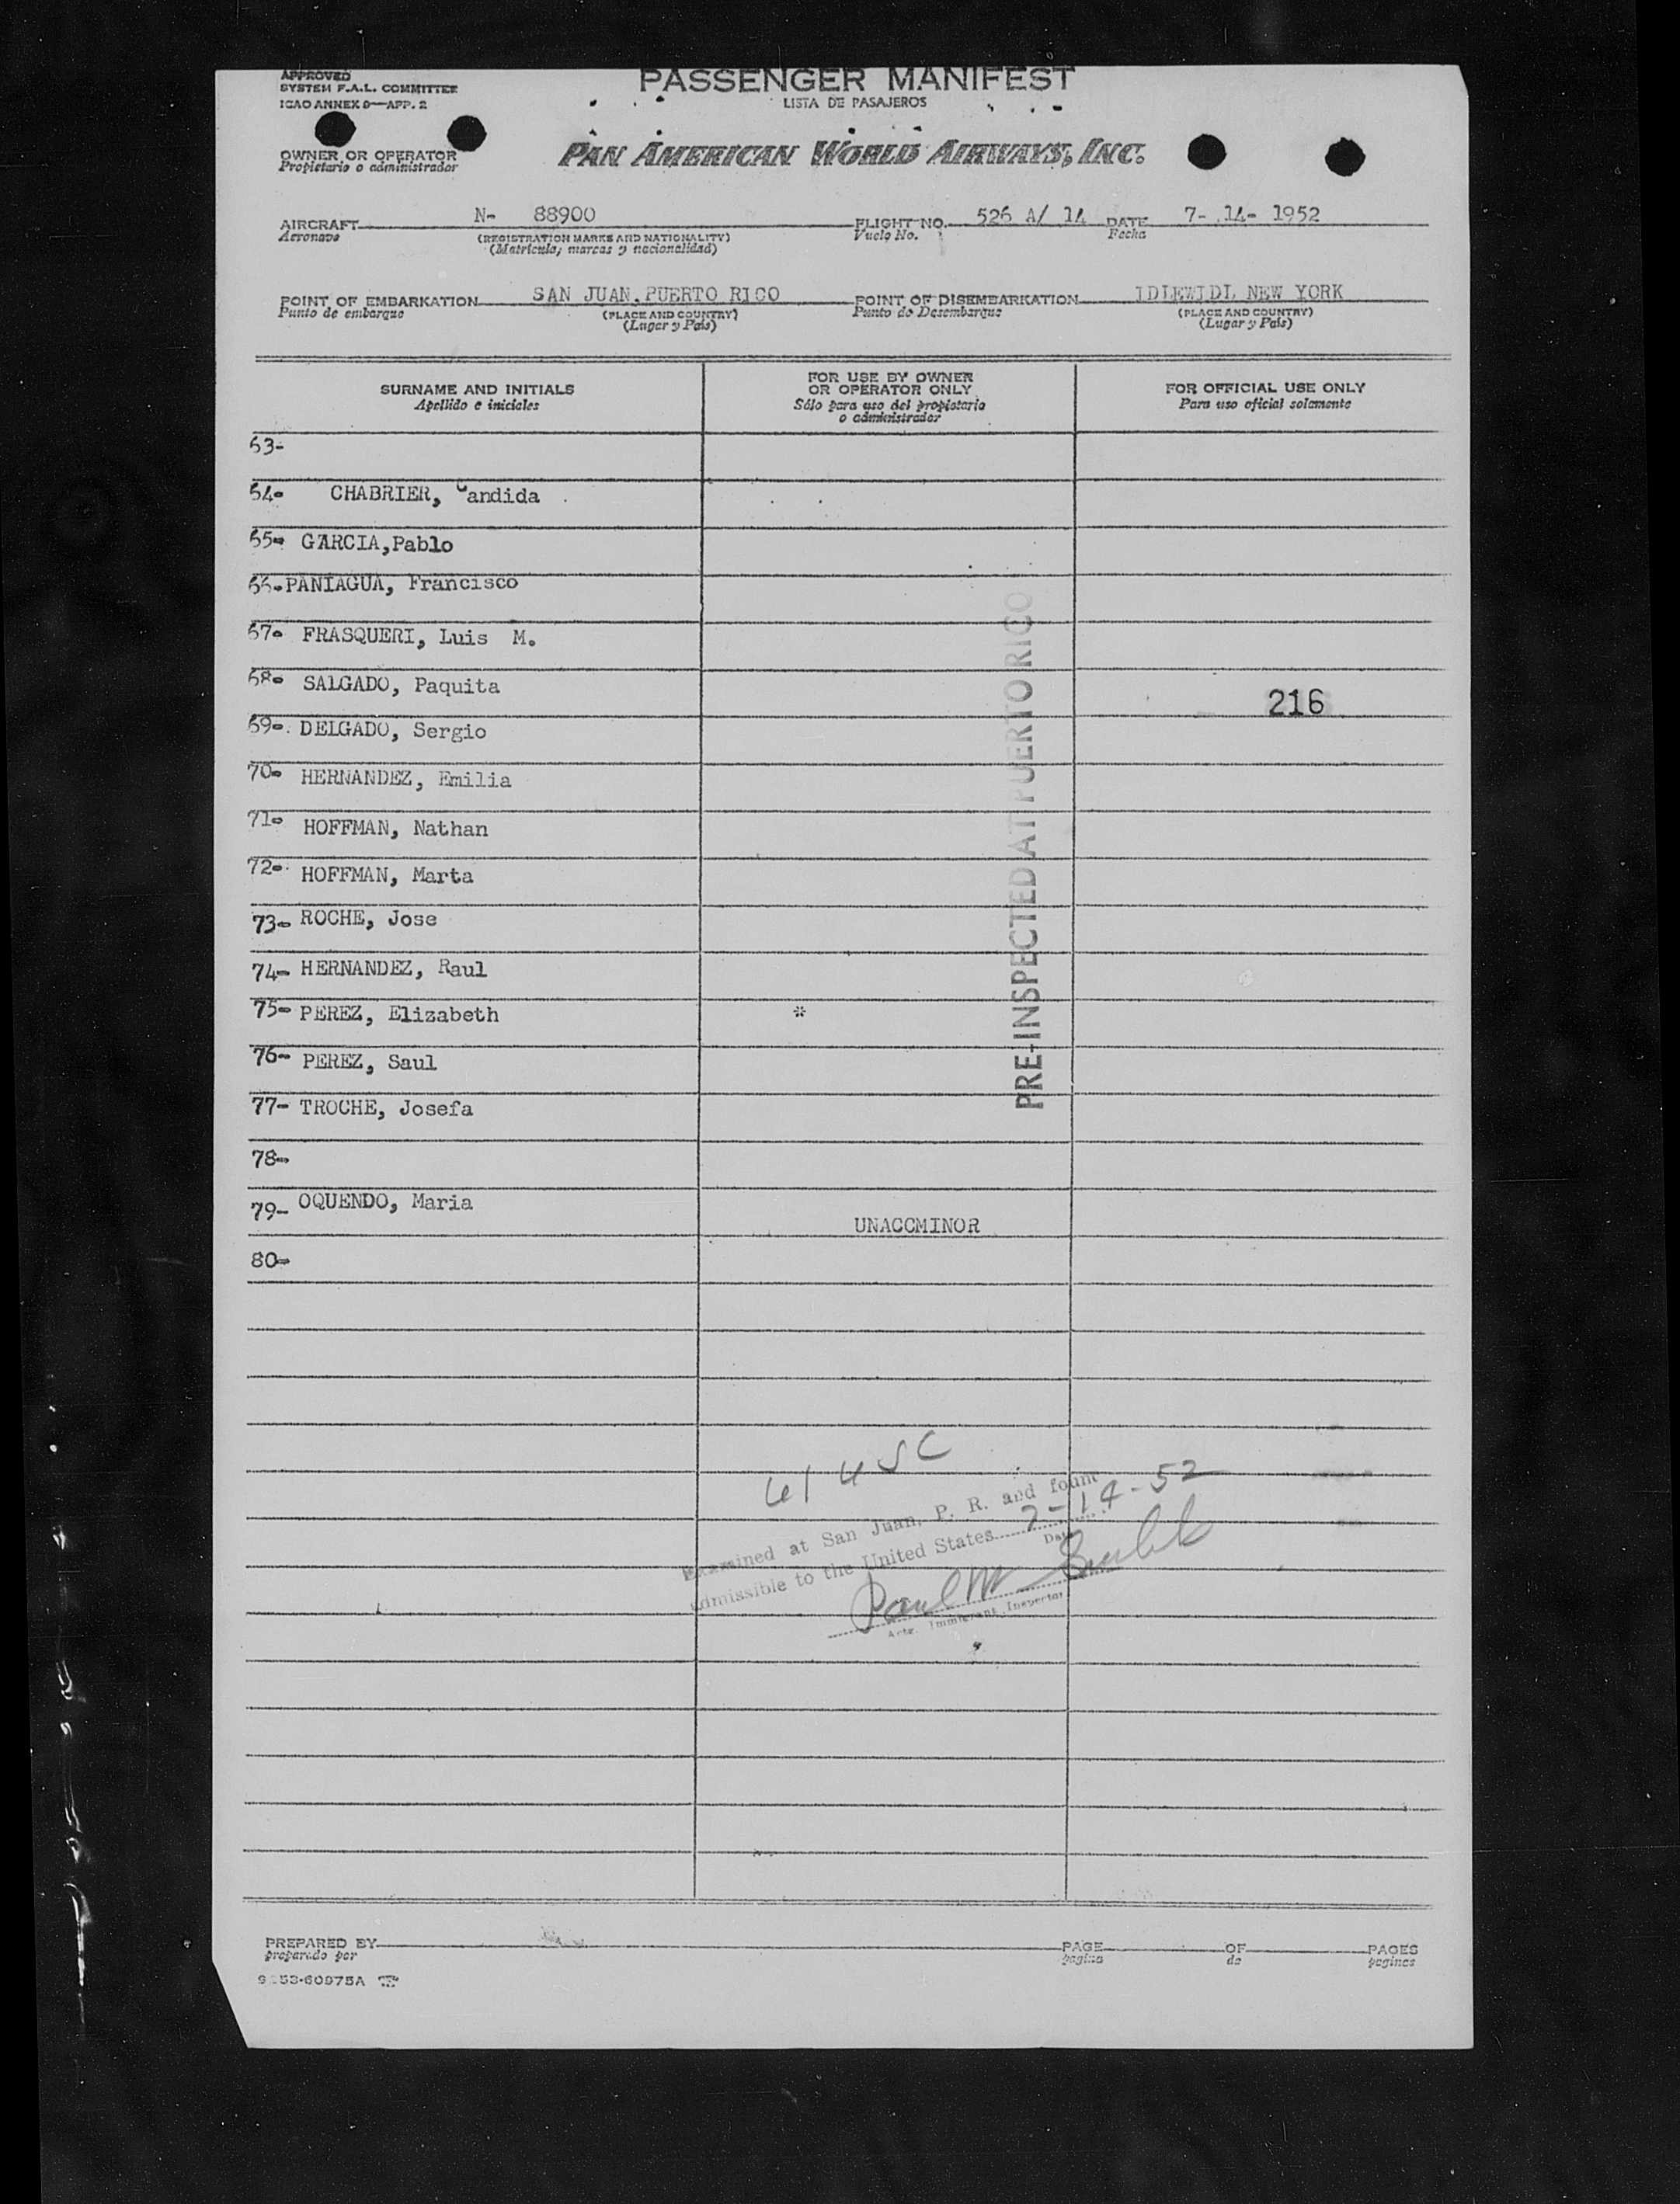 APPROVED
SYSTEM F.A.L. COMMITTEE
ICAO ANNEX 9—APP. 2
PASSENGER MANIFEST
LISTA DE PASAJEROS
OWNER OR OPERATOR
Propietario o administrador
PAN AMERICAN WORLD AIRWAYS, INC.
AIRCRAFT N- 88900 FLIGHT NO. 526 A/ 14 DATE 7- 14- 1952
Aeronave (REGISTRATION MARKS AND NATIONALITY) Vuelo No. Fecha
(Matrícula, marcas y nacionalidad)
POINT OF EMBARKATION SAN JUAN, PUERTO RICO POINT OF DISEMBARKATION IDLEWIDL NEW YORK
Punto de embarque (PLACE AND COUNTRY) Punto de Desembarque (PLACE AND COUNTRY)
(Lugar y País) (Lugar y País)
SURNAME AND INITIALS
Apellido e iniciales
FOR USE BY OWNER
OR OPERATOR ONLY
Sólo para uso del propietario
o administrador
FOR OFFICIAL USE ONLY
Para uso oficial solamente
63-
64- CHABRIER, Candida
65- GARCIA,Pablo
66-PANIAGUA, Francisco
67- FRASQUERI, Luis M.
68- SALGADO, Paquita
216
69- DELGADO, Sergio
70- HERNANDEZ, Emilia
71- HOFFMAN, Nathan
72- HOFFMAN, Marta
73- ROCHE, Jose
74- HERNANDEZ, Raul
75- PEREZ, Elizabeth *
76- PEREZ, Saul
77- TROCHE, Josefa
78-
79- OQUENDO, Maria UNACCMINOR
80-
PRE-INSPECTED AT PUERTO RICO
Examined at San Juan, P. R. and found
admissible to the United States 7-14-52
Date
Paul M
Actg. Immigrant Inspector
PREPARED BY PAGE OF PAGES
preparado por pagina de paginas